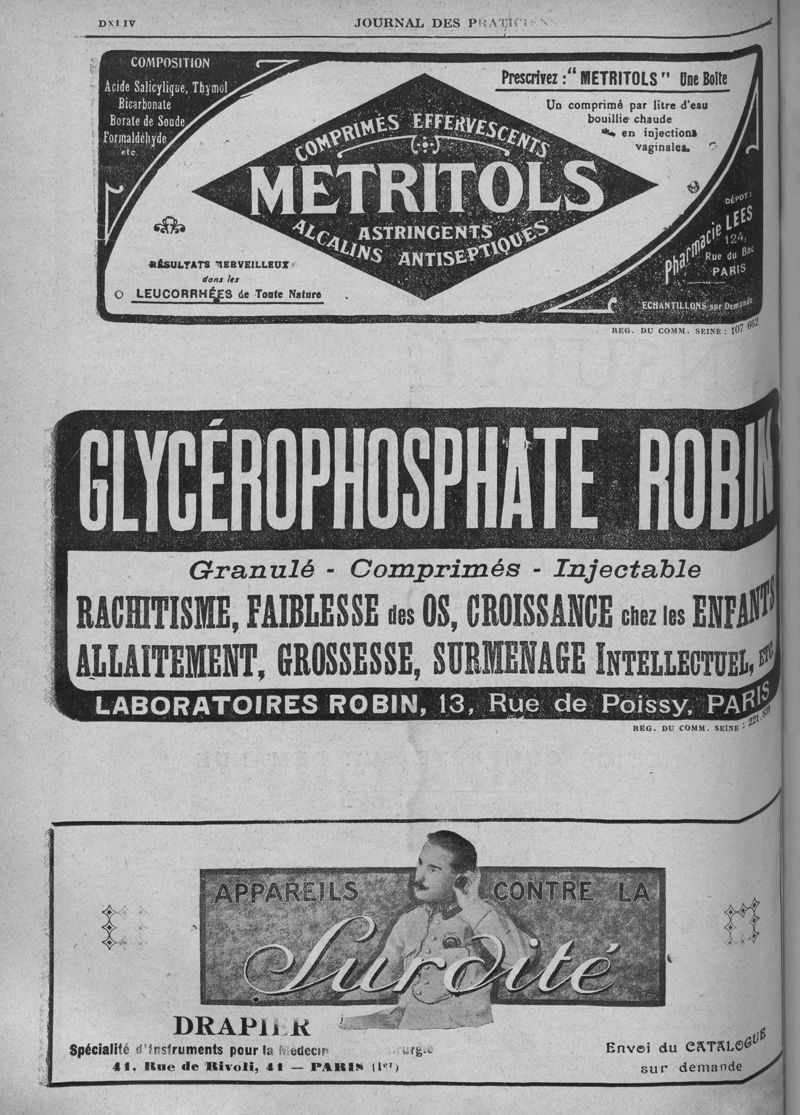 JOURNAL DES PRATICIENS
COMPOSITION
Acide Salicylique, Thymol
Bicarbonate
Borate de Soude
Formaldéhyde
etc.
Prescrivez : "METRITOLS" Une Boîte
Un comprimé par litre d'eau
bouillie chaude
en injections
vaginales.
COMPRIMÉS EFFERVESCENTS
METRITOLS
ASTRINGENTS
ALCALINS ANTISEPTIQUES
RÉSULTATS MERVEILLEUX
dans les
LEUCORRHÉES de Toute Nature
DÉPOT :
Pharmacie LEES
124,
Rue du Bac
PARIS
ECHANTILLONS sur Demande
REG. DU COMM. SEINE : 107 662
GLYCÉROPHOSPHATE ROBIN
Granulé - Comprimés - Injectable
RACHITISME, FAIBLESSE des OS, CROISSANCE chez les ENFANTS
ALLAITEMENT, GROSSESSE, SURMENAGE INTELLECTUEL, ETC.
LABORATOIRES ROBIN, 13, Rue de Poissy, PARIS
REG. DU COMM. SEINE : 221.839
APPAREILS CONTRE LA
Surdité
DRAPIER
Spécialité d'Instruments pour la Médecin
41, Rue de Rivoli, 41 — PARIS (1er)
Envoi du CATALOGUE
sur demande